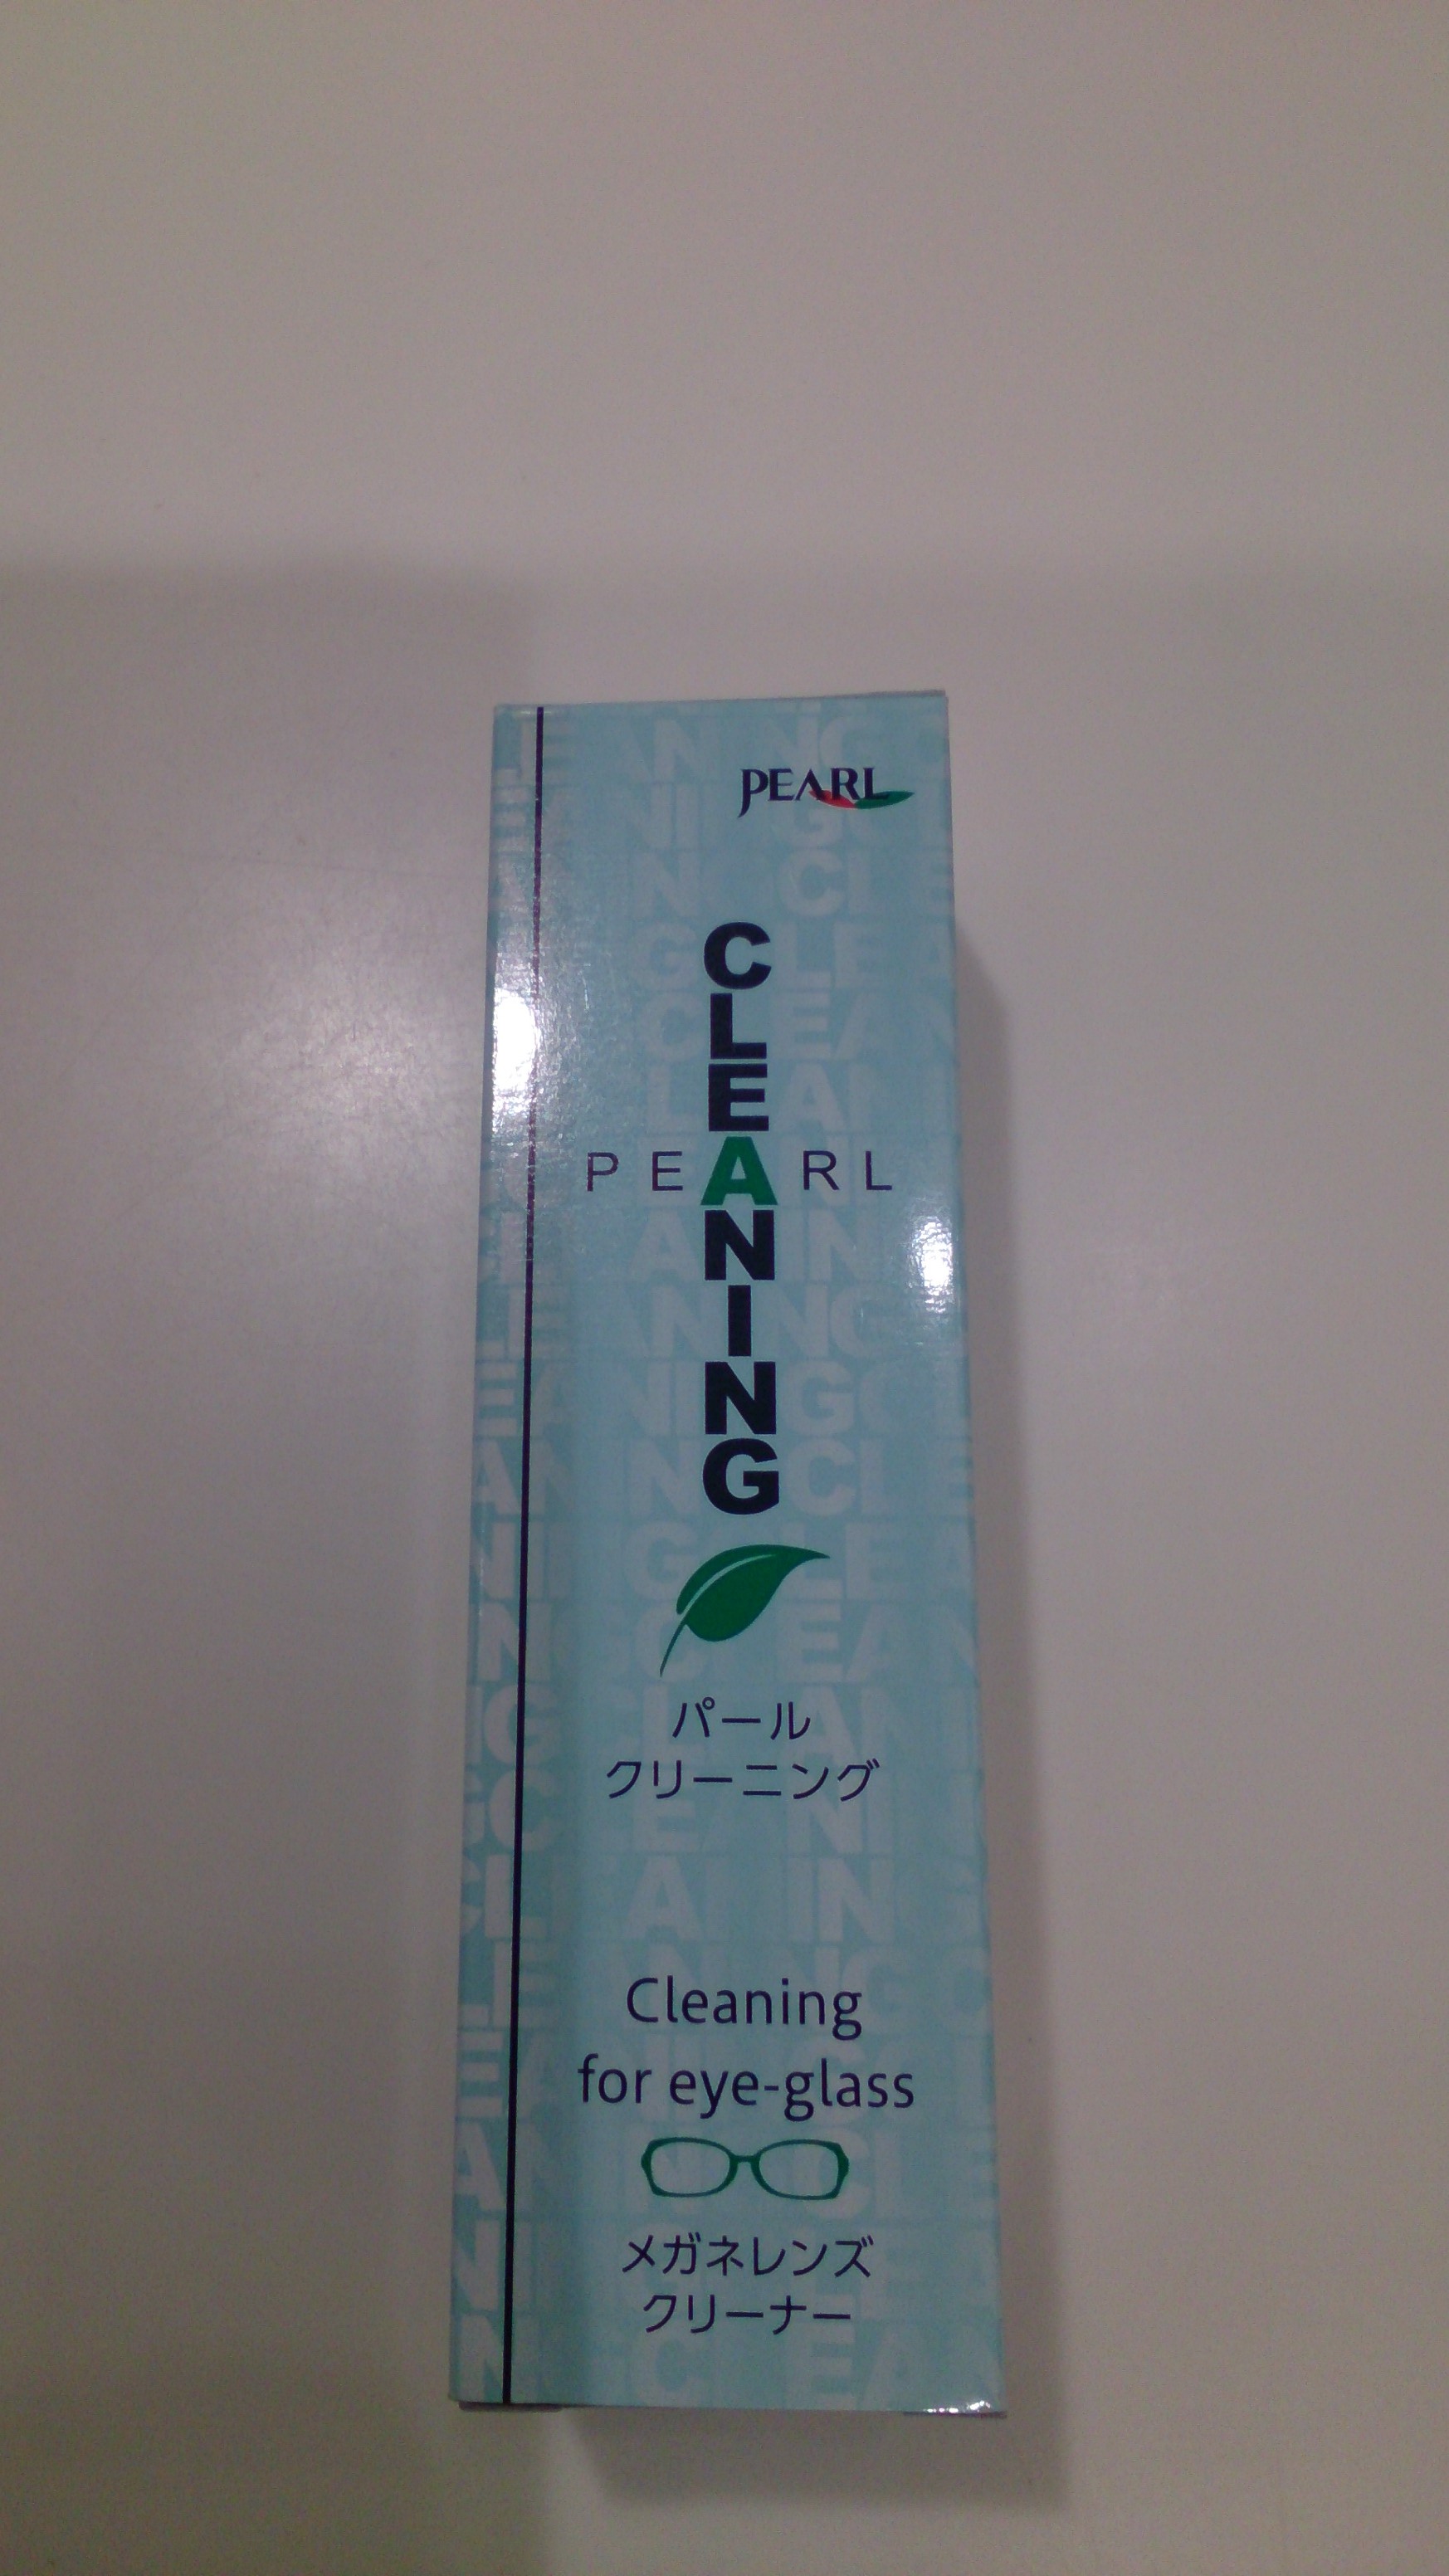 PEARL
CLEANING
PEARL
パール
クリーニング
Cleaning
for eye-glass
メガネレンズ
クリーナー